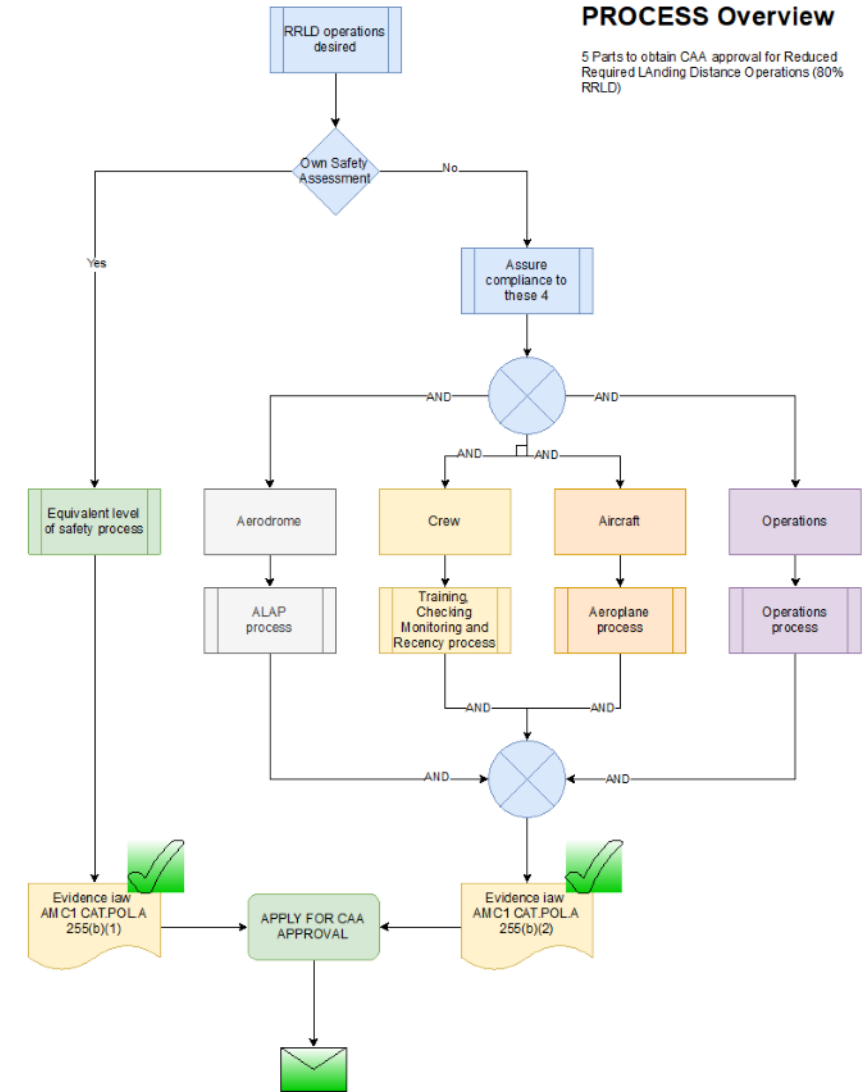 PROCESS Overview
5 Parts to obtain CAA approval for Reduced
Required LAnding Distance Operations (80%
RRLD)
RRLD operations
desired
Own Safety
Assessment
No
Yes
Assure
compliance to
these 4
AND
AND
AND
AND
Equivalent level
of safety process
Aerodrome
Crew
Aircraft
Operations
ALAP
process
Training,
Checking
Monitoring and
Recency process
Aeroplane
process
Operations
process
AND
AND
AND
AND
Evidence iaw
AMC1 CAT.POL.A
255(b)(1)
APPLY FOR CAA
APPROVAL
Evidence iaw
AMC1 CAT.POL.A
255(b)(2)